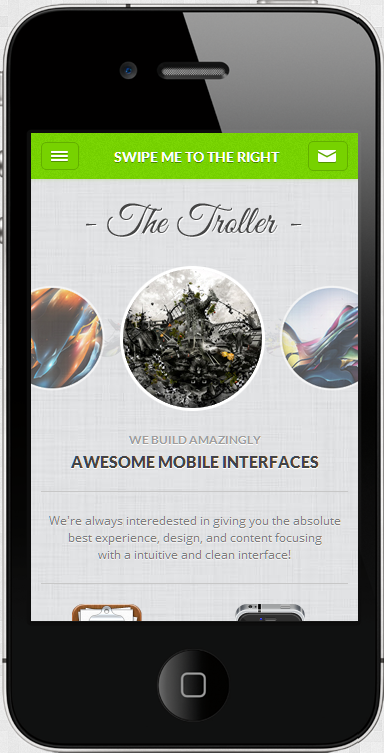 SWIPE ME TO THE RIGHT
- The Troller -
WE BUILD AMAZINGLY
AWESOME MOBILE INTERFACES
We're always interedested in giving you the absolute
best experience, design, and content focusing
with a intuitive and clean interface!